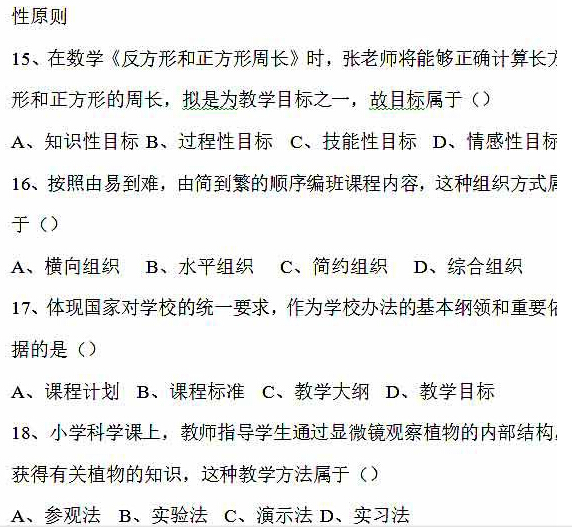 性原则
15、在数学《反方形和正方形周长》时，张老师将能够正确计算长方
形和正方形的周长，拟是为教学目标之一，故目标属于（）
A、知识性目标 B、过程性目标 C、技能性目标 D、情感性目标
16、按照由易到难，由简到繁的顺序编班课程内容，这种组织方式属
于（）
A、横向组织 B、水平组织 C、简约组织 D、综合组织
17、体现国家对学校的统一要求，作为学校办法的基本纲领和重要依
据的是（）
A、课程计划 B、课程标准 C、教学大纲 D、教学目标
18、小学科学课上，教师指导学生通过显微镜观察植物的内部结构，
获得有关植物的知识，这种教学方法属于（）
A、参观法 B、实验法 C、演示法 D、实习法